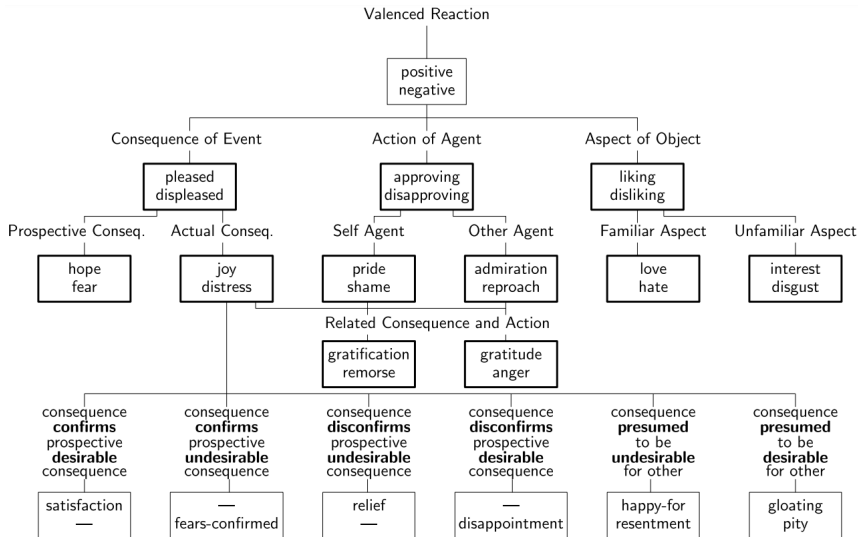 Valenced Reaction
positive
negative
Consequence of Event
Action of Agent
Aspect of Object
pleased
displeased
approving
disapproving
liking
disliking
Prospective Conseq.
Actual Conseq.
Self Agent
Other Agent
Familiar Aspect
Unfamiliar Aspect
hope
fear
joy
distress
pride
shame
admiration
reproach
love
hate
interest
disgust
Related Consequence and Action
gratification
remorse
gratitude
anger
consequence
confirms
prospective
desirable
consequence
consequence
confirms
prospective
undesirable
consequence
consequence
disconfirms
prospective
undesirable
consequence
consequence
disconfirms
prospective
desirable
consequence
consequence
presumed
to be
undesirable
for other
consequence
presumed
to be
desirable
for other
satisfaction
—
—
fears-confirmed
relief
—
—
disappointment
happy-for
resentment
gloating
pity